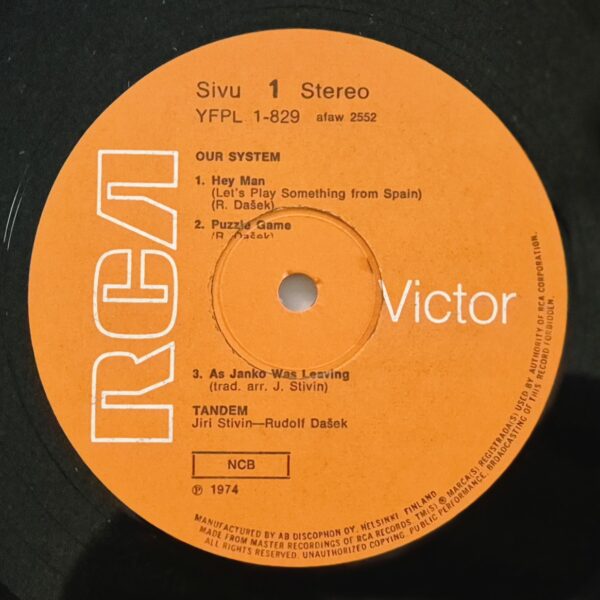 Sivu 1 Stereo
YFPL 1-829 afaw 2552
OUR SYSTEM
1. Hey Man
(Let's Play Something from Spain)
(R. Dašek)
2. Puzzle Game
(R. Dašek)
RCA
Victor
3. As Janko Was Leaving
(trad. arr. J. Stivin)
TANDEM
Jiri Stivin—Rudolf Dašek
NCB
℗ 1974
MANUFACTURED BY AB DISCOPHON OY. HELSINKI FINLAND
MADE FROM MASTER RECORDINGS OF RCA RECORDS. TM(S) ® MARCA(S) REGISTRADA(S) USED BY AUTHORITY OF RCA CORPORATION.
ALL RIGHTS RESERVED. UNAUTHORIZED COPYING. PUBLIC PERFORMANCE. BROADCASTING OF THIS RECORD FORBIDDEN.